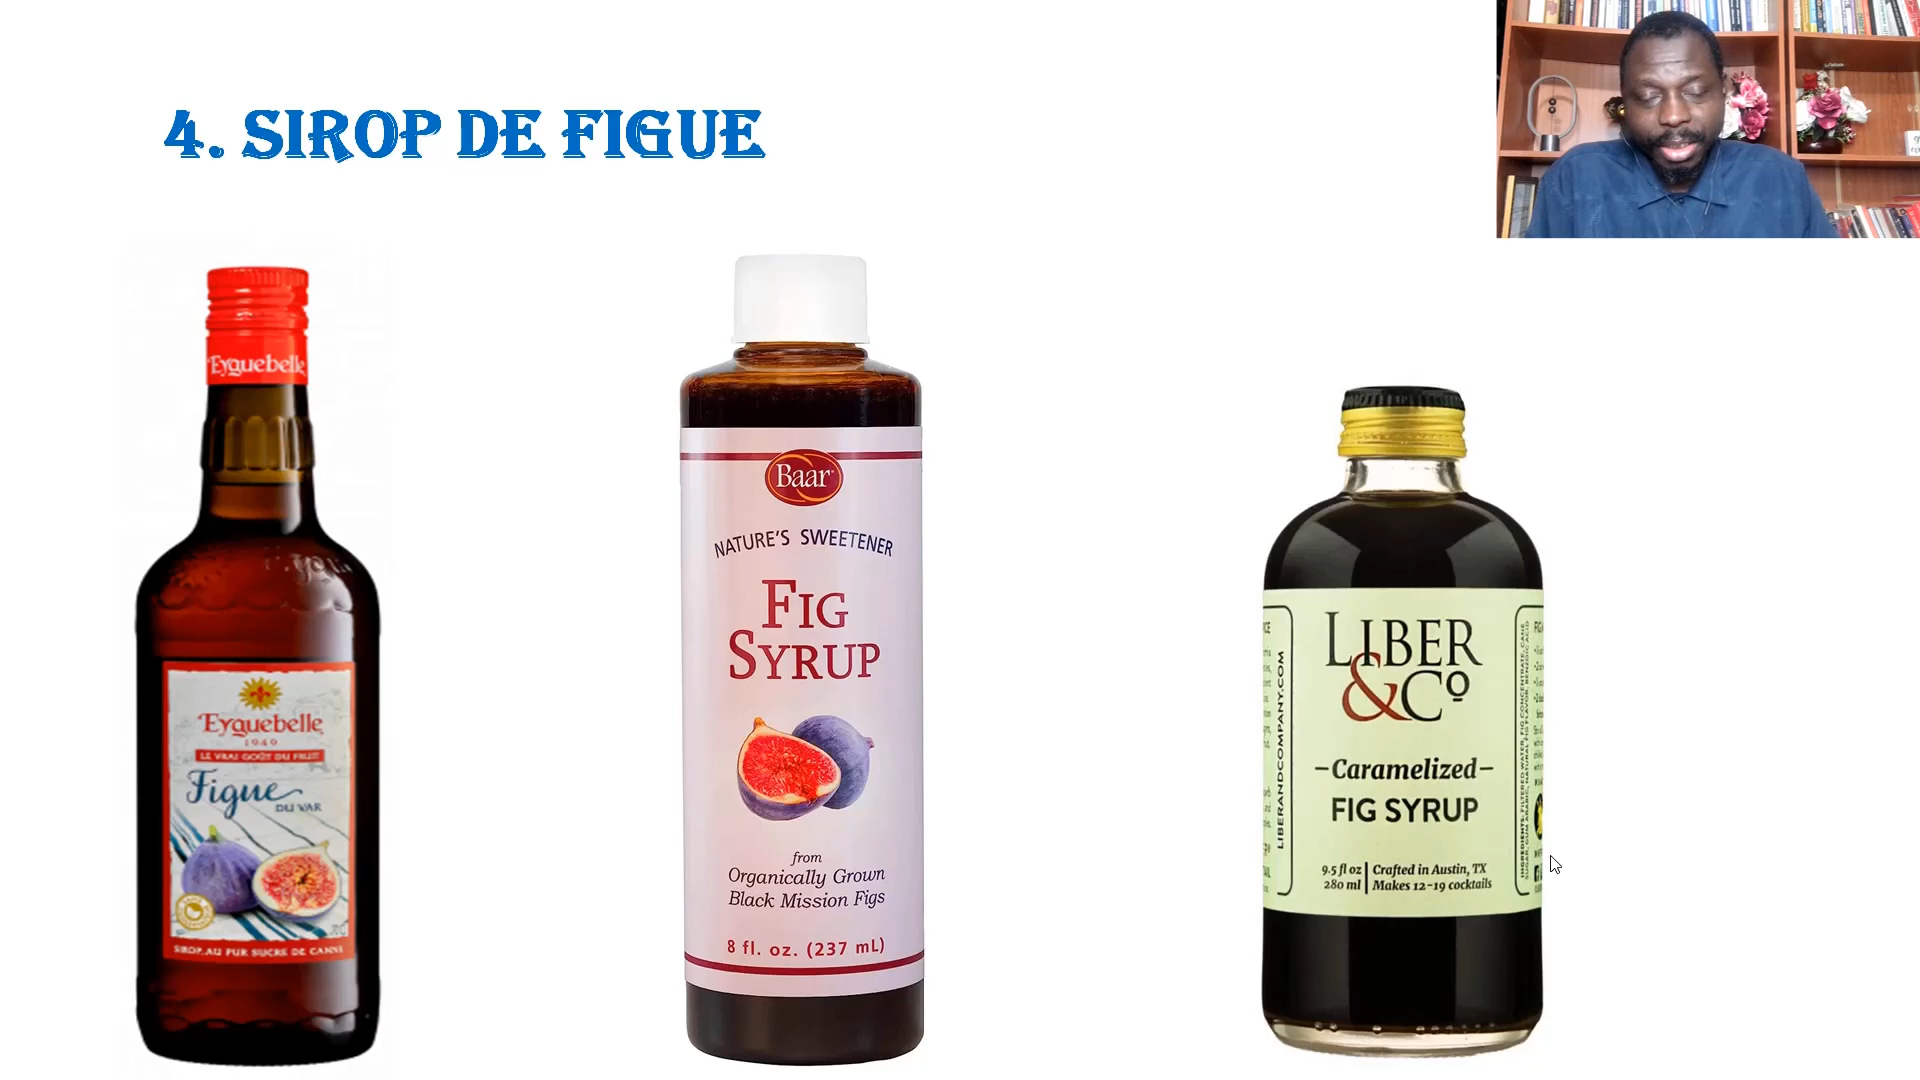 4. SIROP DE FIGUE
Eyguebelle
Eyguebelle
1949
LE VRAI GOÛT DU FRUIT
Figue
DU VAR
SIROP AU PUR SUCRE DE CANNE
Baar
NATURE'S SWEETENER
FIG
SYRUP
from
Organically Grown
Black Mission Figs
8 fl. oz. (237 mL)
LIBER
& Co
-Caramelized-
FIG SYRUP
9.5 fl oz
280 ml
Crafted in Austin, TX
Makes 12-19 cocktails
LIBERANDCOMPANY.COM